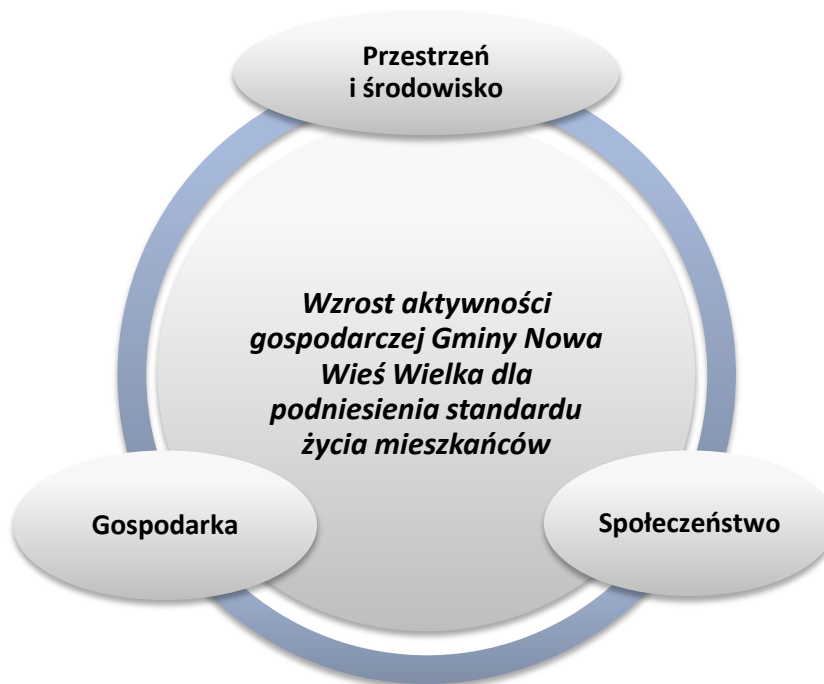 Przestrzeń
i środowisko
Wzrost aktywności
gospodarczej Gminy Nowa
Wieś Wielka dla
podniesienia standardu
życia mieszkańców
Gospodarka
Społeczeństwo